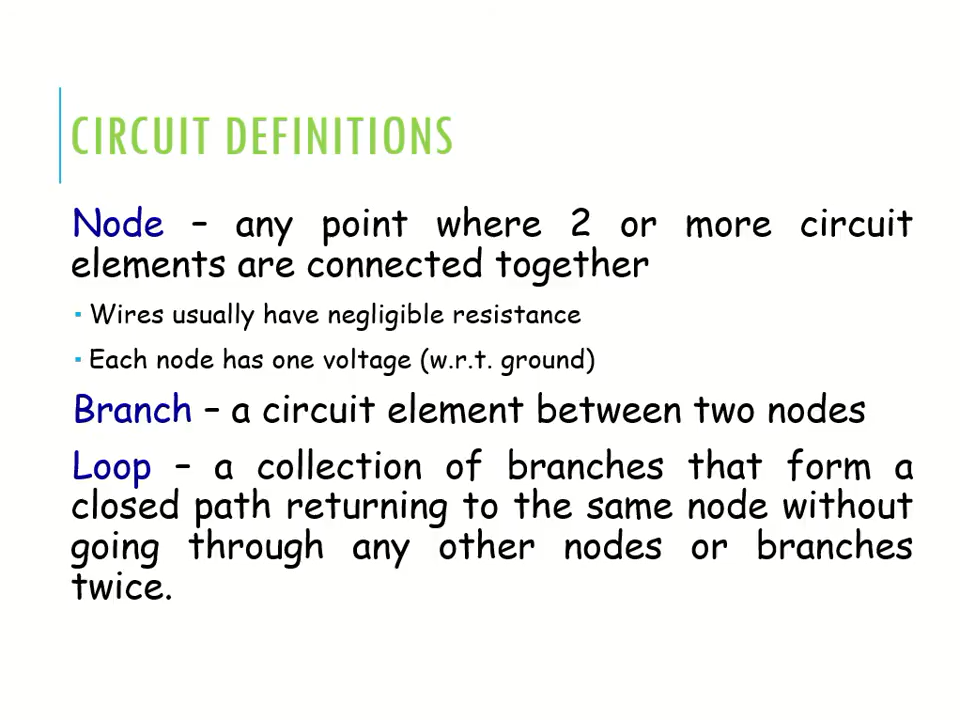 CIRCUIT DEFINITIONS
Node – any point where 2 or more circuit
elements are connected together
▪ Wires usually have negligible resistance
▪ Each node has one voltage (w.r.t. ground)
Branch – a circuit element between two nodes
Loop – a collection of branches that form a
closed path returning to the same node without
going through any other nodes or branches
twice.